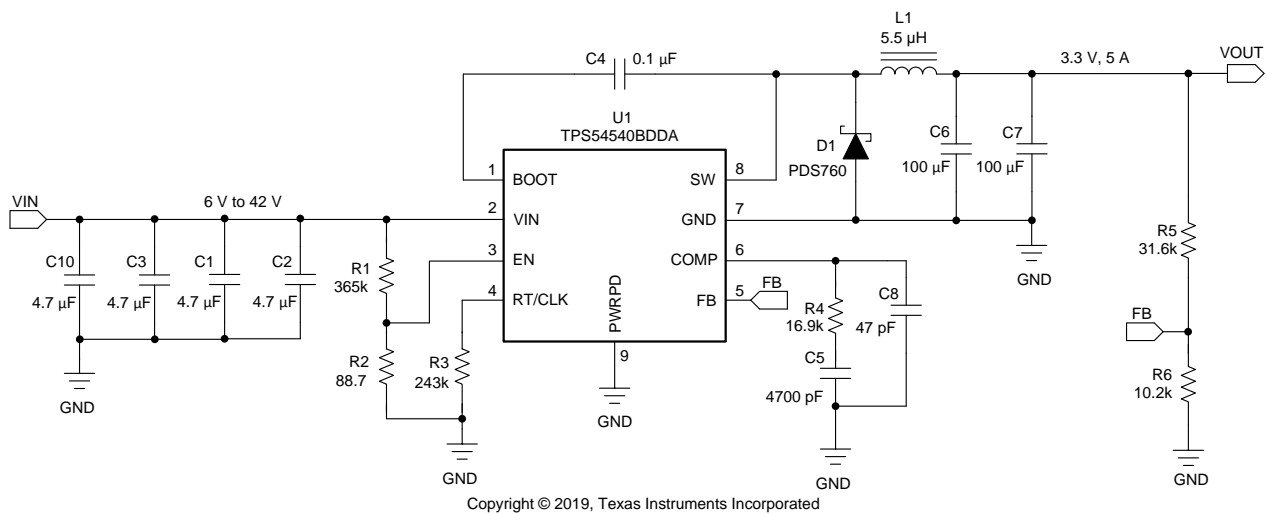 L1
5.5 µH
C4
0.1 µF
3.3 V, 5 A
VOUT
U1
TPS54540BDDA
D1
PDS760
C6
100 µF
C7
100 µF
1
BOOT
SW
8
VIN
6 V to 42 V
2
VIN
GND
7
3
EN
COMP
6
4
RT/CLK
FB
5
FB
PWRPD
9
GND
C10
4.7 µF
C3
4.7 µF
C1
4.7 µF
C2
4.7 µF
GND
R1
365k
R2
88.7
R3
243k
GND
R4
16.9k
C8
47 pF
C5
4700 pF
GND
GND
R5
31.6k
FB
R6
10.2k
GND
Copyright © 2019, Texas Instruments Incorporated